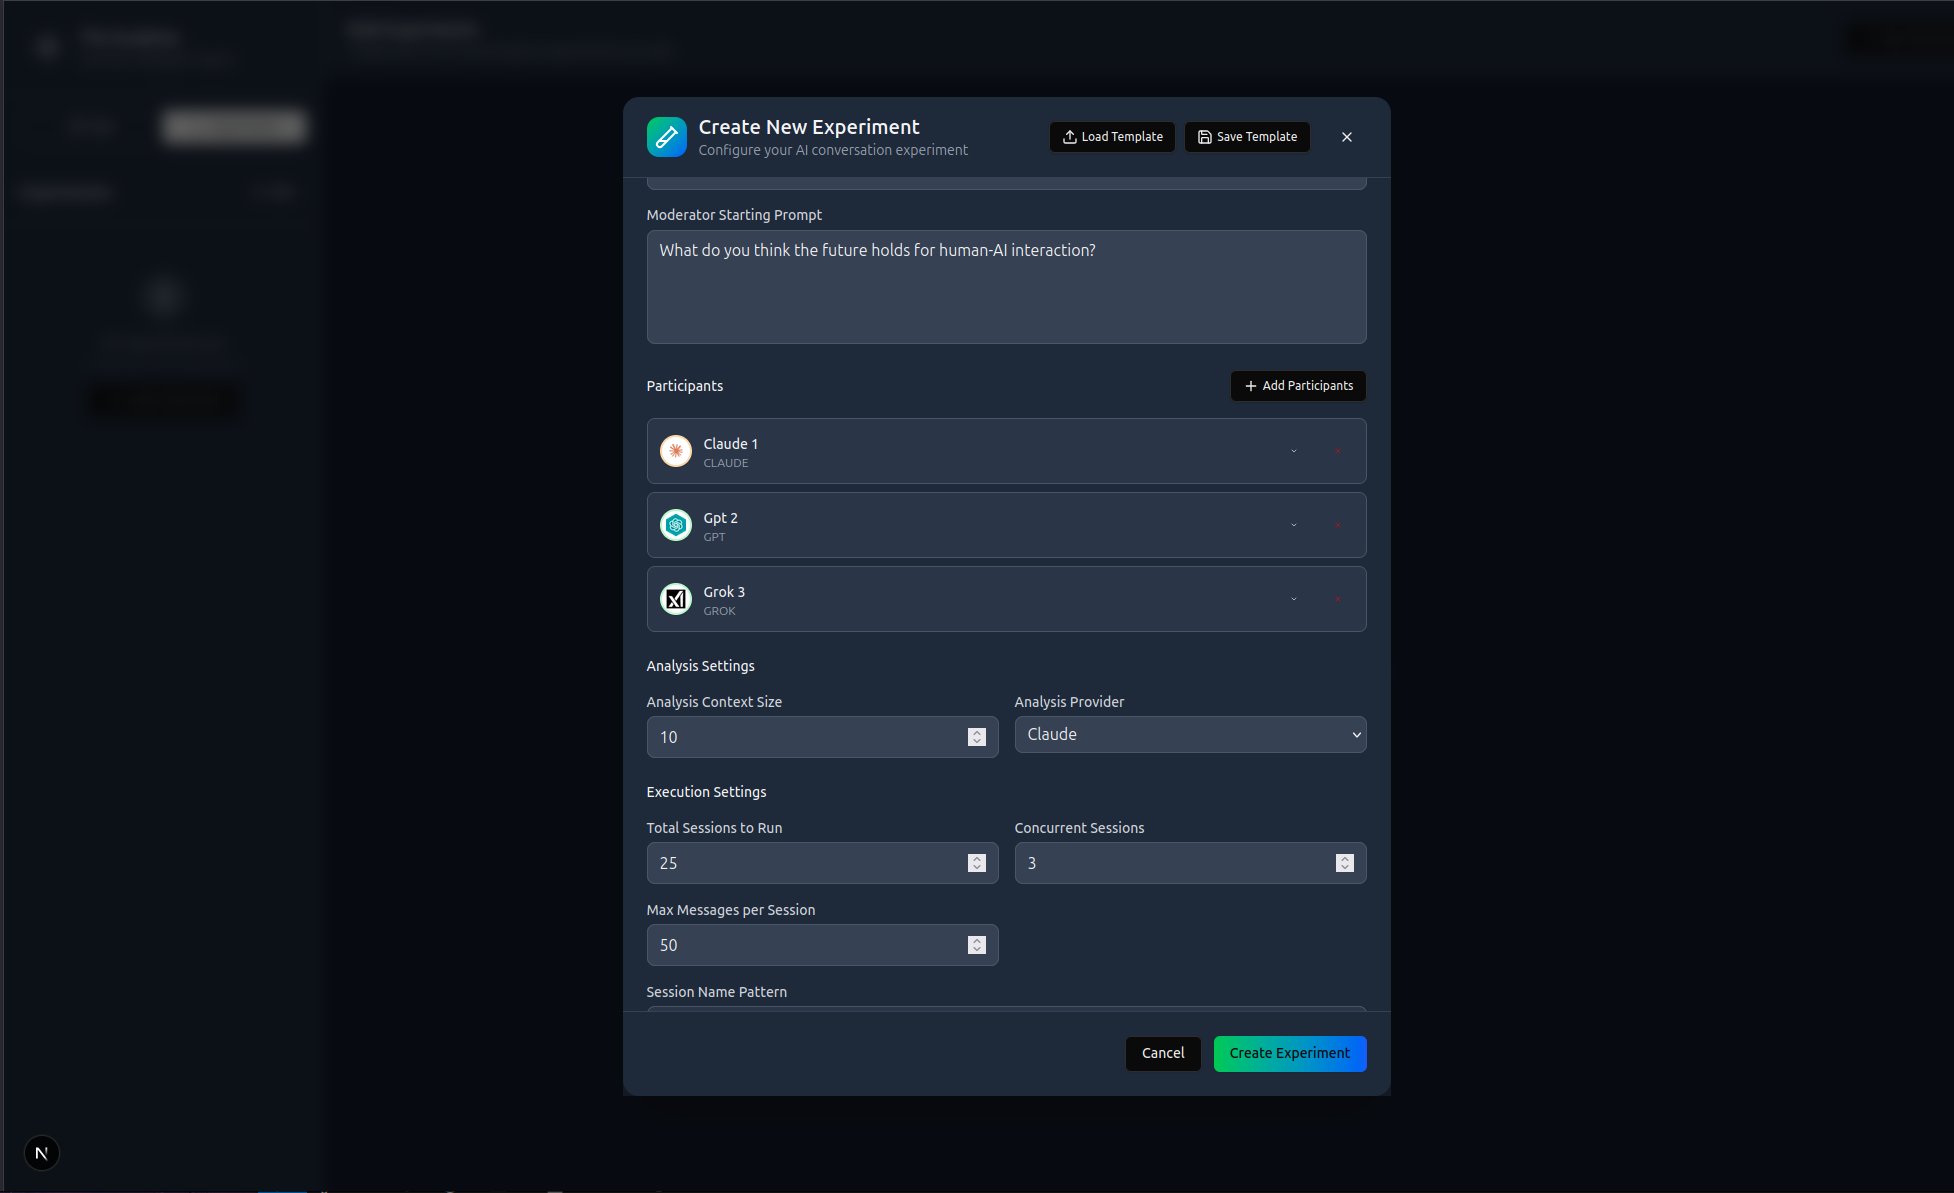 Create New Experiment
Configure your AI conversation experiment
Load Template
Save Template
Moderator Starting Prompt
What do you think the future holds for human-AI interaction?
Participants
Add Participants
Claude 1
CLAUDE
Gpt 2
GPT
Grok 3
GROK
Analysis Settings
Analysis Context Size
Analysis Provider
10
Claude
Execution Settings
Total Sessions to Run
Concurrent Sessions
25
3
Max Messages per Session
50
Session Name Pattern
Cancel
Create Experiment
N